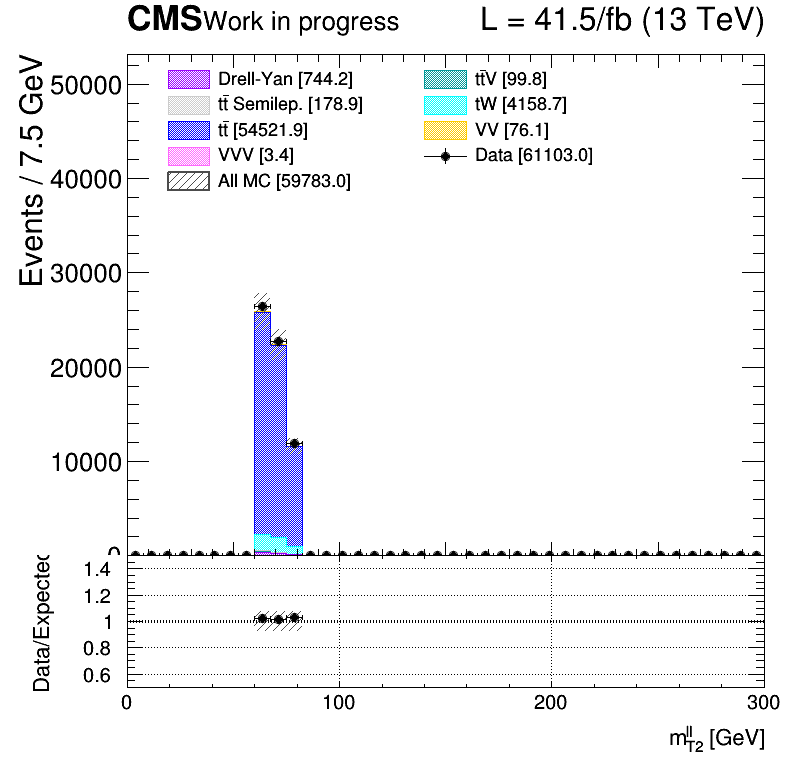 CMS Work in progress L = 41.5/fb (13 TeV)
Events / 7.5 GeV
50000
40000
30000
20000
10000
0
Drell-Yan [744.2]
tt̄ Semilep. [178.9]
tt̄ [54521.9]
VVV [3.4]
All MC [59783.0]
tt̄V [99.8]
tW [4158.7]
VV [76.1]
Data [61103.0]
Data/Expected
1.4
1.2
1
0.8
0.6
0 100 200 300
m^ll_T2 [GeV]